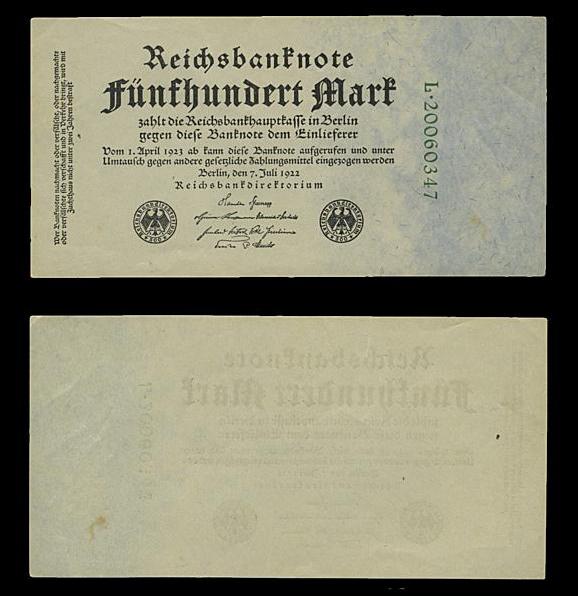 Reichsbanknote
Fünfhundert Mark
zahlt die Reichsbankhauptkasse in Berlin
gegen diese Banknote dem Einlieferer
Vom 1. April 1923 ab kann diese Banknote aufgerufen und unter
Umtausch gegen andere gesetzliche Zahlungsmittel eingezogen werden
Berlin, den 7. Juli 1922
Reichsbankdirektorium
Wer Banknoten nachmacht oder verfälscht, oder nachgemachte
oder verfälschte sich verschafft und in Verkehr bringt, wird mit
Zuchthaus nicht unter zwei Jahren bestraft
L·20060347